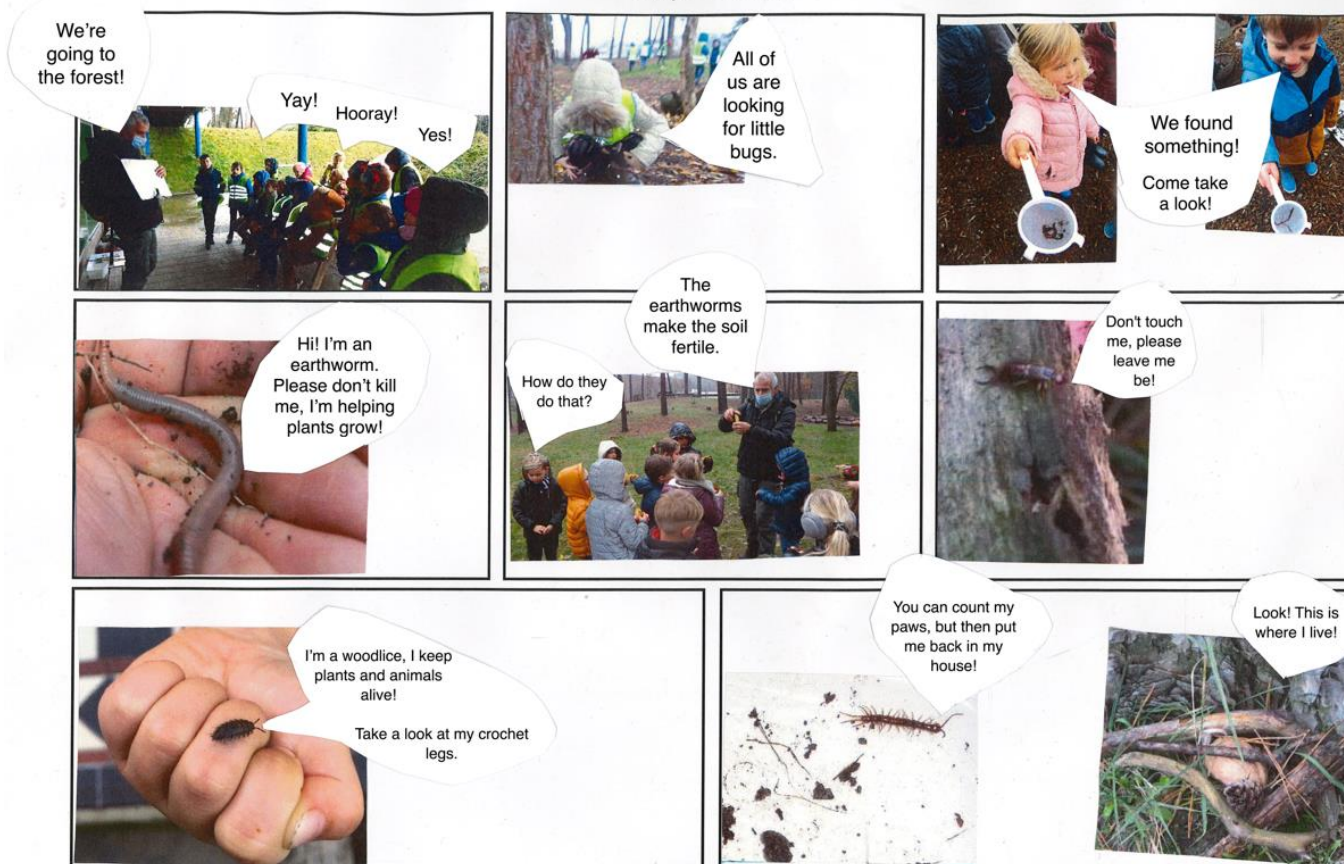 We're
going to
the forest!
Yay!
Hooray!
Yes!
All of
us are
looking
for little
bugs.
We found
something!
Come take
a look!
Hi! I'm an
earthworm.
Please don't kill
me, I'm helping
plants grow!
How do they
do that?
The
earthworms
make the soil
fertile.
Don't touch
me, please
leave me
be!
I'm a woodlice, I keep
plants and animals
alive!
Take a look at my crochet
legs.
You can count my
paws, but then put
me back in my
house!
Look! This is
where I live!